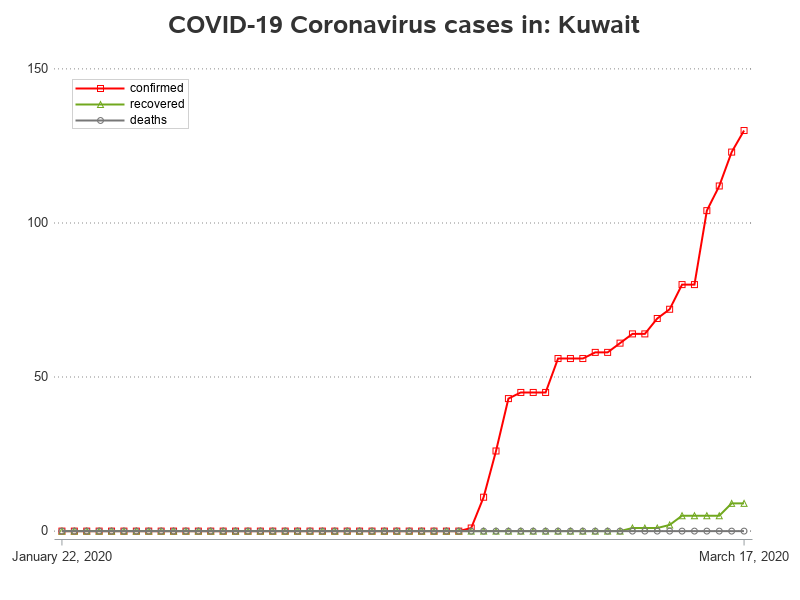 COVID-19 Coronavirus cases in: Kuwait
150
confirmed
recovered
deaths
100
50
0
January 22, 2020
March 17, 2020